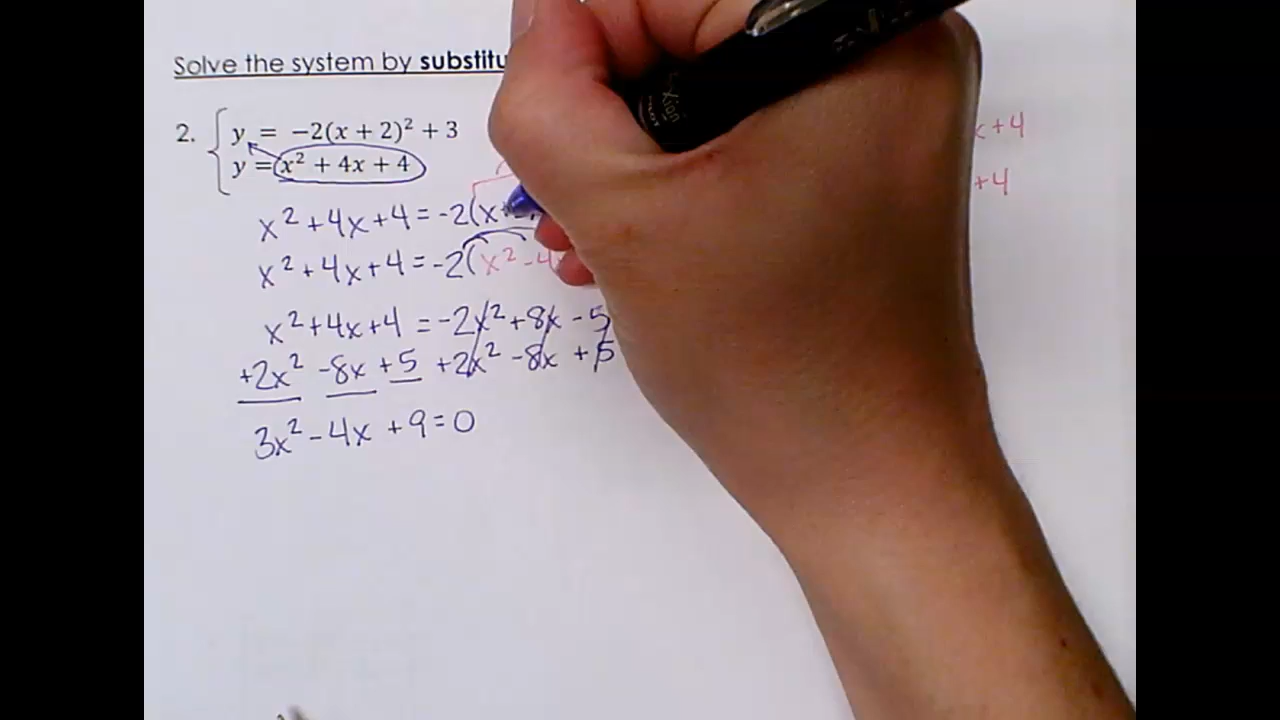 Solve the system by substitu
2. y = −2(x + 2)² + 3
y = x² + 4x + 4
x + 4
+4
x² + 4x + 4 = -2(x+
x² + 4x + 4 = -2(x² - 4
x² + 4x + 4 = -2x² + 8x - 5
+2x² - 8x + 5 +2x² - 8x + 5
3x² - 4x + 9 = 0